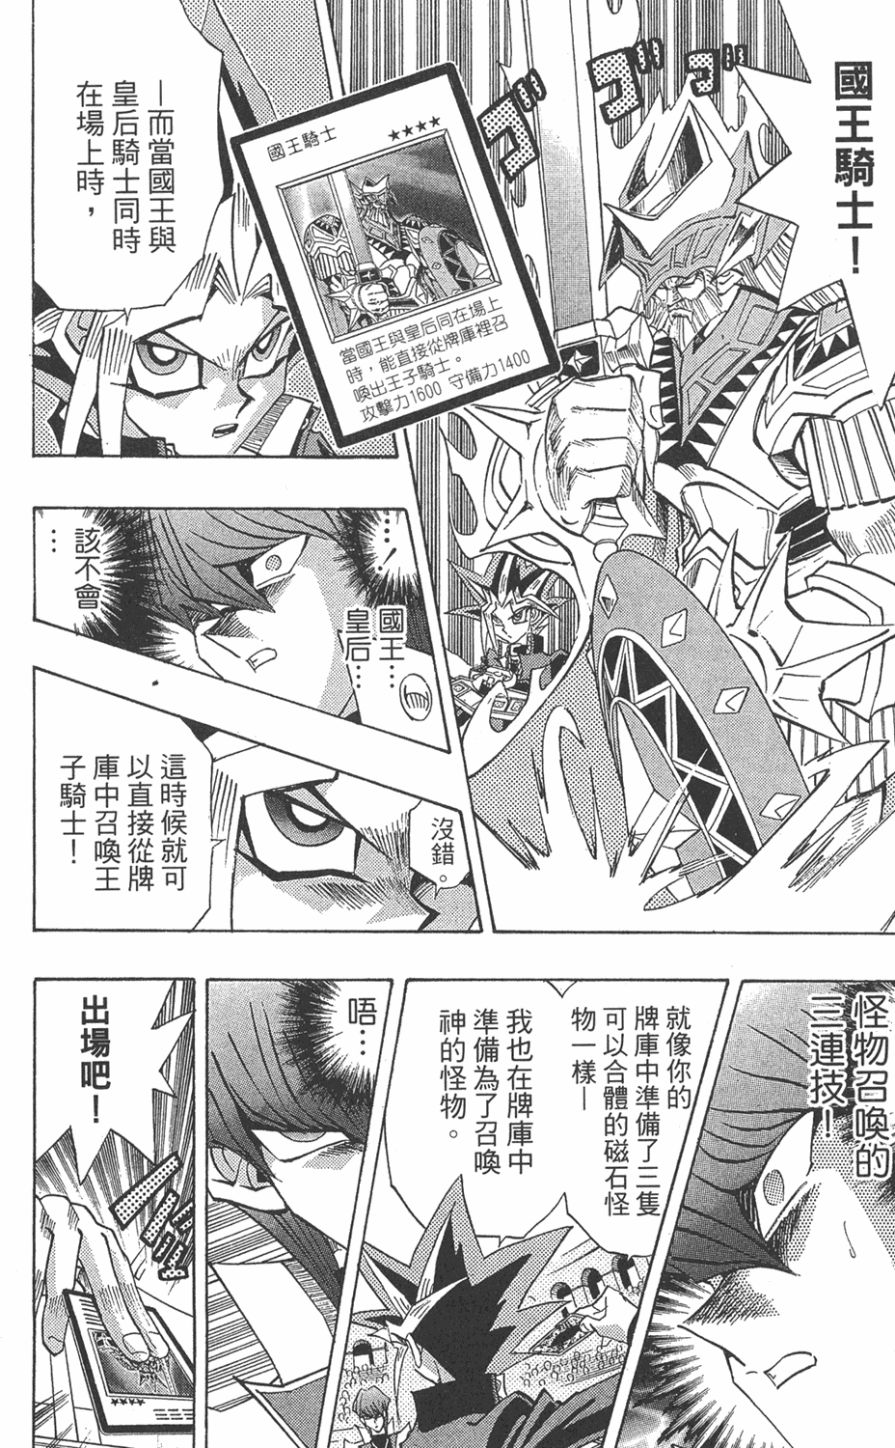 國王騎士！
ゴゴゴ
國王騎士
當國王與皇后同在場上
時，能直接從牌庫裡召
喚出王子騎士。
攻擊力1600 守備力1400
—而當國王與
皇后騎士同時
在場上時，
…！
國王…
皇后…
該不會
…
沒錯。
這時候就可
以直接從牌
庫中召喚王
子騎士！
怪物召喚的
三連技！
就像你的
牌庫中準備了三隻
可以合體的磁石怪
物一樣—
我也在牌庫中
準備為了召喚
神的怪物。
唔…
出場吧！